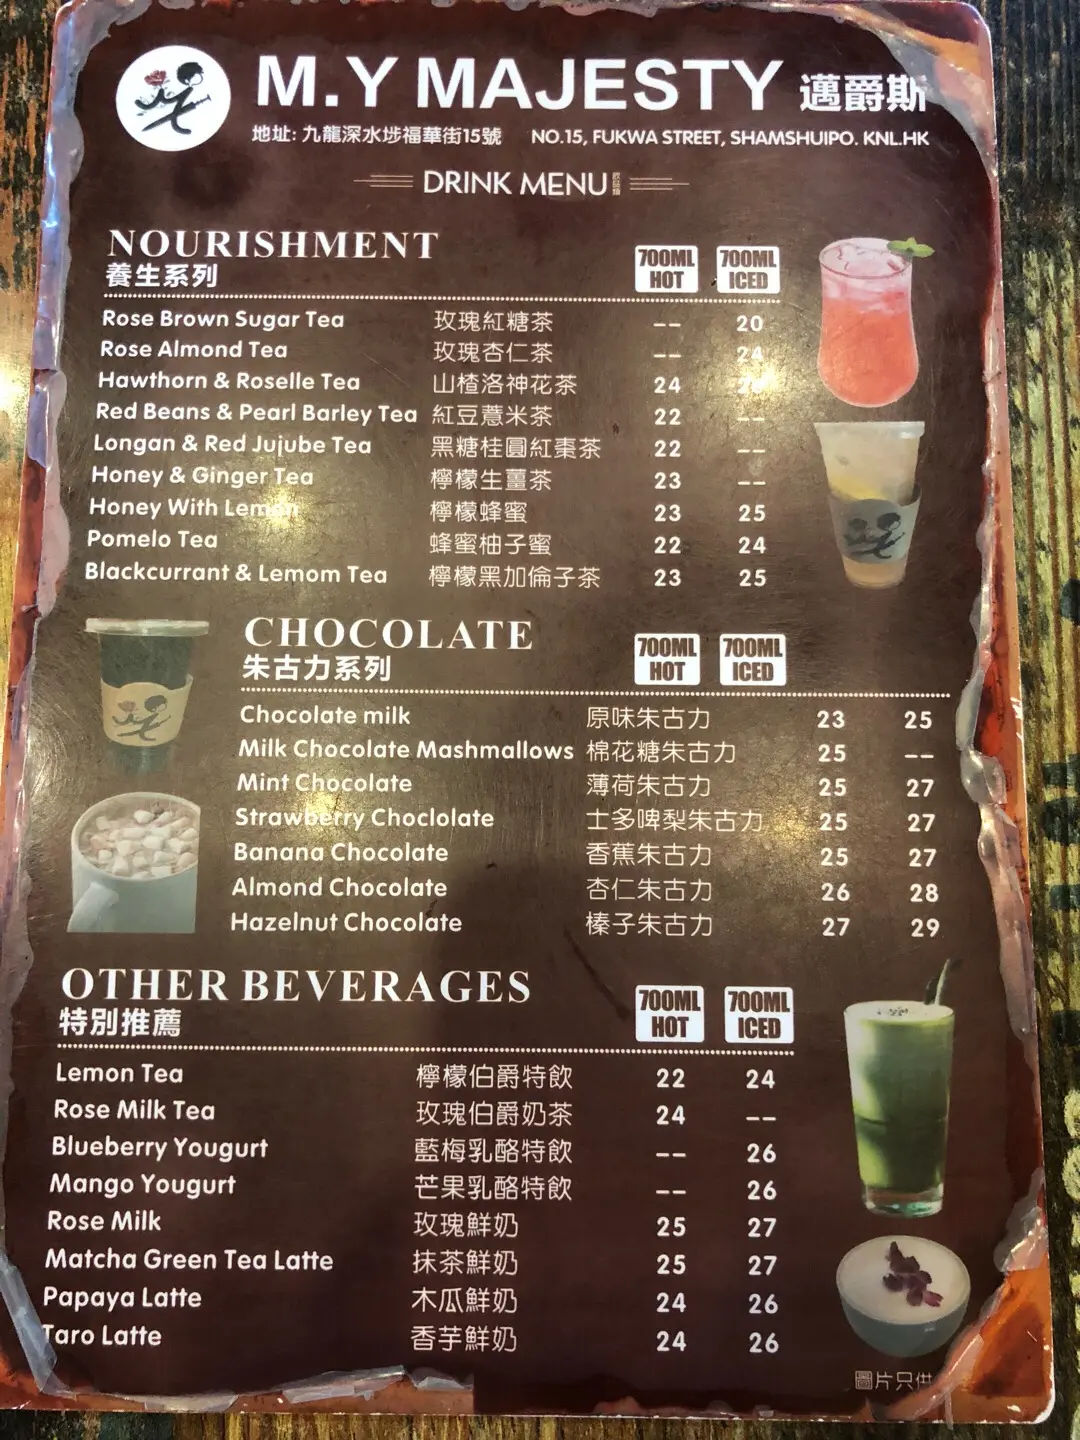 M.Y MAJESTY 邁爵斯
地址: 九龍深水埗福華街15號 NO.15, FUKWA STREET, SHAMSHUIPO. KNL.HK
DRINK MENU
NOURISHMENT
養生系列
700ML HOT 700ML ICED
Rose Brown Sugar Tea 玫瑰紅糖茶 -- 20
Rose Almond Tea 玫瑰杏仁茶 -- 24
Hawthorn & Roselle Tea 山楂洛神花茶 24
Red Beans & Pearl Barley Tea 紅豆薏米茶 22 --
Longan & Red Jujube Tea 黑糖桂圓紅棗茶 22 --
Honey & Ginger Tea 檸檬生薑茶 23 --
Honey With Lemon 檸檬蜂蜜 23 25
Pomelo Tea 蜂蜜柚子蜜 22 24
Blackcurrant & Lemom Tea 檸檬黑加倫子茶 23 25
CHOCOLATE
朱古力系列
700ML HOT 700ML ICED
Chocolate milk 原味朱古力 23 25
Milk Chocolate Mashmallows 棉花糖朱古力 25 --
Mint Chocolate 薄荷朱古力 25 27
Strawberry Choclolate 士多啤梨朱古力 25 27
Banana Chocolate 香蕉朱古力 25 27
Almond Chocolate 杏仁朱古力 26 28
Hazelnut Chocolate 榛子朱古力 27 29
OTHER BEVERAGES
特別推薦
700ML HOT 700ML ICED
Lemon Tea 檸檬伯爵特飲 22 24
Rose Milk Tea 玫瑰伯爵奶茶 24 --
Blueberry Yougurt 藍梅乳酪特飲 -- 26
Mango Yougurt 芒果乳酪特飲 -- 26
Rose Milk 玫瑰鮮奶 25 27
Matcha Green Tea Latte 抹茶鮮奶 25 27
Papaya Latte 木瓜鮮奶 24 26
Taro Latte 香芋鮮奶 24 26
圖片只供